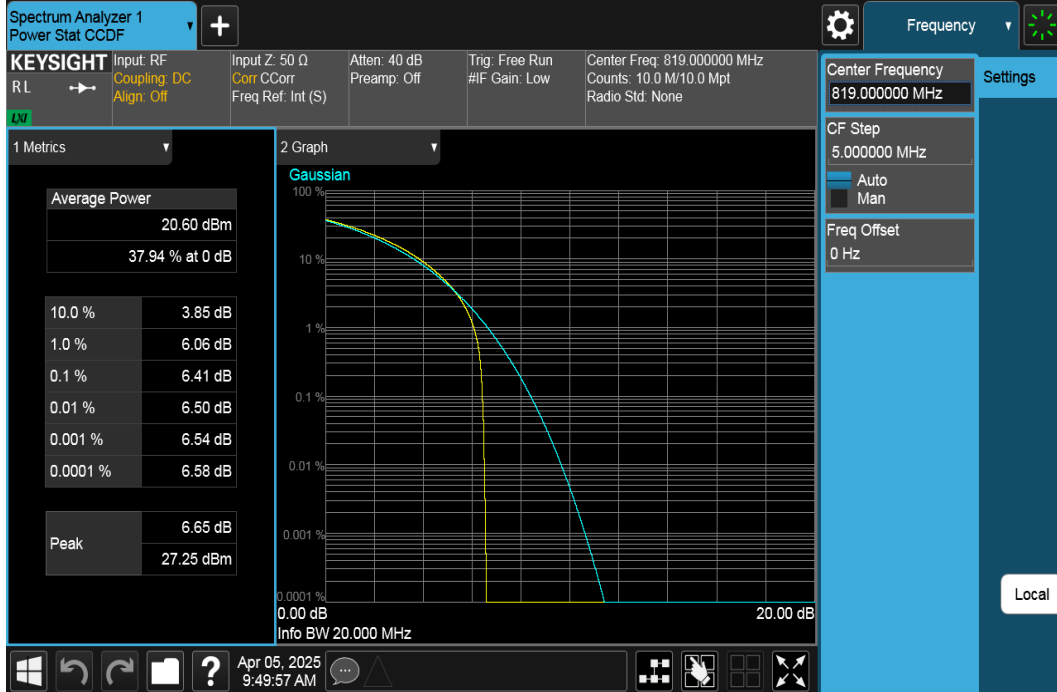 Spectrum Analyzer 1
Power Stat CCDF
Frequency
KEYSIGHT
RL
LXI
Input: RF
Coupling: DC
Align: Off
Input Z: 50 Ω
Corr CCorr
Freq Ref: Int (S)
Atten: 40 dB
Preamp: Off
Trig: Free Run
#IF Gain: Low
Center Freq: 819.000000 MHz
Counts: 10.0 M/10.0 Mpt
Radio Std: None
Center Frequency
819.000000 MHz
Settings
CF Step
5.000000 MHz
Auto
Man
Freq Offset
0 Hz
1 Metrics
Average Power
20.60 dBm
37.94 % at 0 dB
10.0 % 3.85 dB
1.0 % 6.06 dB
0.1 % 6.41 dB
0.01 % 6.50 dB
0.001 % 6.54 dB
0.0001 % 6.58 dB
Peak
6.65 dB
27.25 dBm
2 Graph
Gaussian
100 %
10 %
1 %
0.1 %
0.01 %
0.001 %
0.0001 %
0.00 dB 20.00 dB
Info BW 20.000 MHz
Local
?
Apr 05, 2025
9:49:57 AM